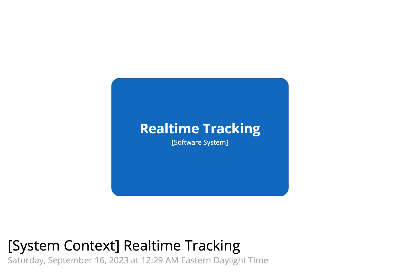 Realtime Tracking
[Software System]
[System Context] Realtime Tracking
Saturday, September 16, 2023 at 12:29 AM Eastern Daylight Time